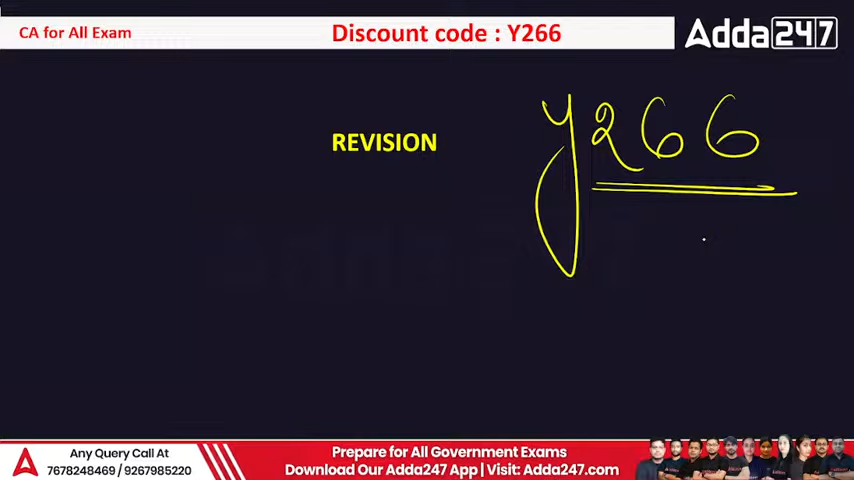 CA for All Exam
Discount code : Y266
Adda247
REVISION
y266
Any Query Call At
7678248469 / 9267985220
Prepare for All Government Exams
Download Our Adda247 App | Visit: Adda247.com